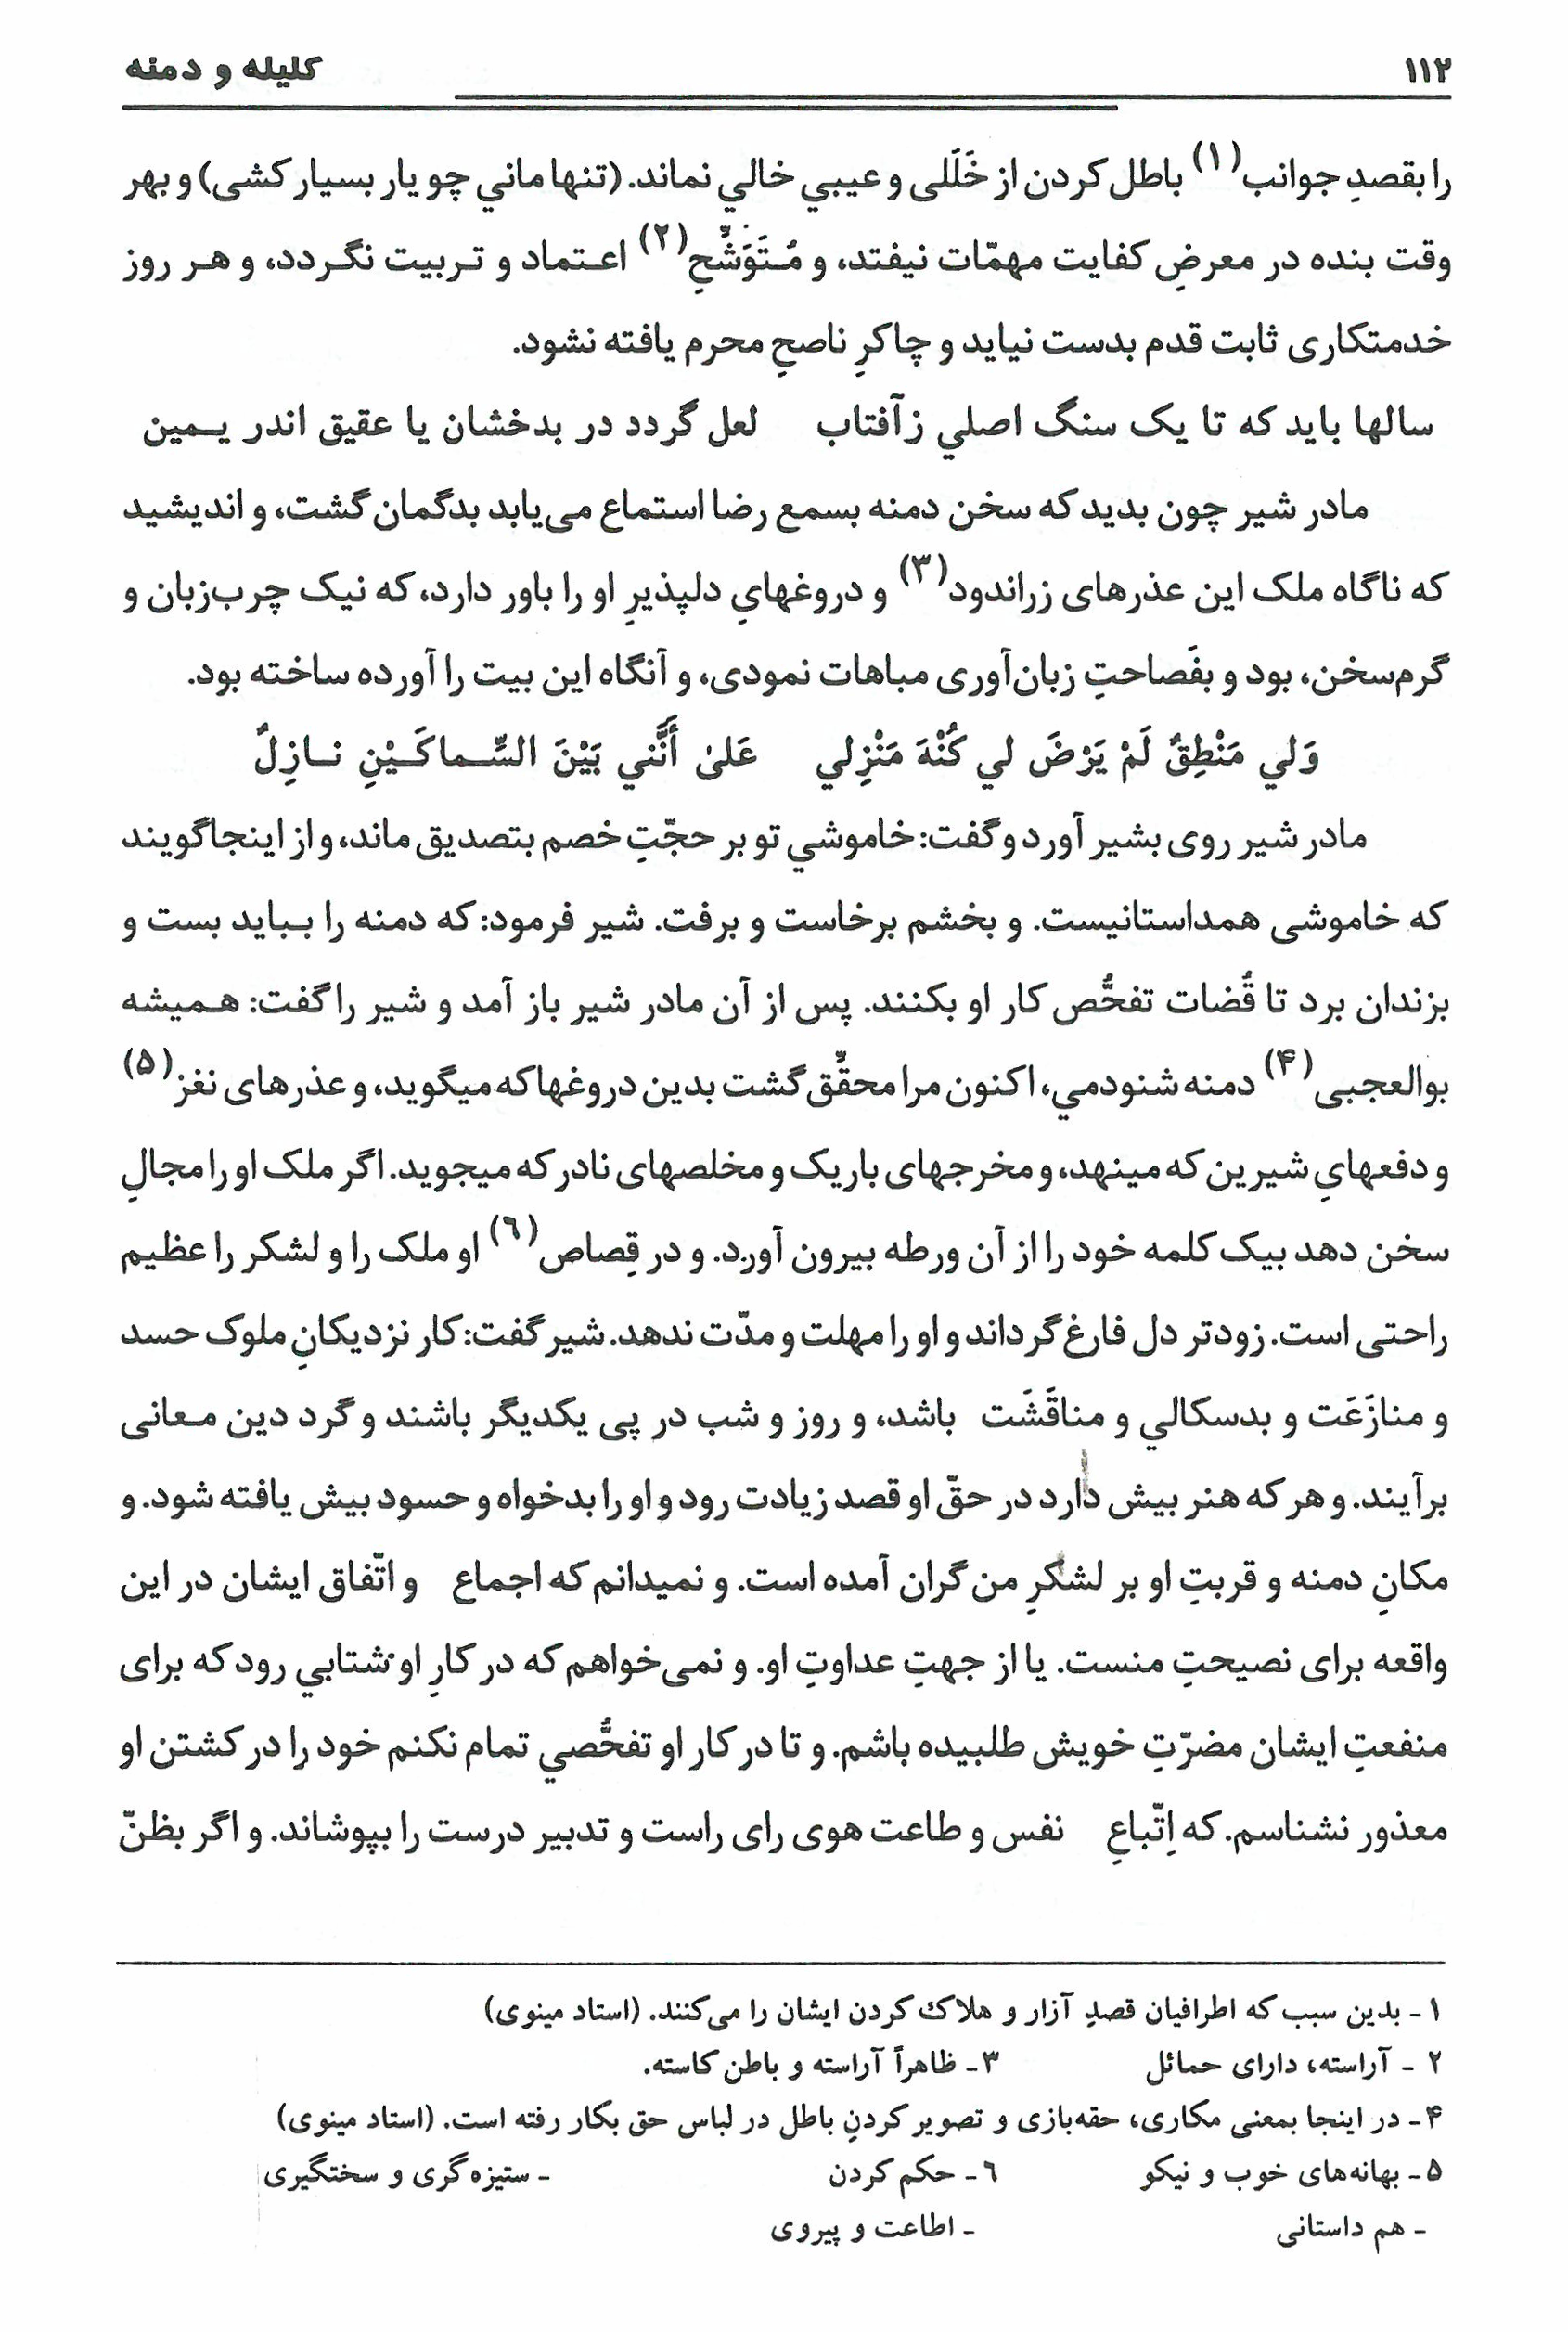 ۱۱۲ کلیله و دمنه
را بقصدِ جوانب(۱) باطل کردن از خَلَلی و عیبي خالي نماند. (تنها ماني چو یار بسیار کشی) و بهر
وقت بنده در معرضِ کفایت مهمّات نیفتد، و مُتَوَشِّحِ(۲) اعتماد و تربیت نگردد، و هر روز
خدمتکاری ثابت قدم بدست نیاید و چاکرِ ناصحِ محرم یافته نشود.
سالها باید که تا یک سنگ اصلي زآفتاب لعل گردد در بدخشان یا عقیق اندر یمین
مادر شیر چون بدید که سخن دمنه بسمع رضا استماع می‌یابد بدگمان گشت، و اندیشید
که ناگاه ملک این عذرهای زراندود(۳) و دروغهايِ دلپذیرِ او را باور دارد، که نیک چرب‌زبان و
گرم‌سخن، بود و بفَصاحتِ زبان‌آوری مباهات نمودی، و آنگاه این بیت را آورده ساخته بود.
وَلي مَنْطِقٌ لَمْ يَرْضَ لي كُنْهَ مَنْزِلي عَلىٰ أَنَّني بَيْنَ السِّماكَيْنِ نازِلٌ
مادر شیر روی بشیر آورد و گفت: خاموشي تو بر حجّتِ خصم بتصدیق ماند، و از اینجا گویند
که خاموشی همداستانیست. و بخشم برخاست و برفت. شیر فرمود: که دمنه را بباید بست و
بزندان برد تا قُضات تفحُّص کار او بکنند. پس از آن مادر شیر باز آمد و شیر را گفت: همیشه
بوالعجبی(۴) دمنه شنودمي، اکنون مرا محقَّق گشت بدین دروغها که میگوید، و عذرهای نغز(۵)
و دفعهايِ شیرین که مینهد، و مخرجهای باریک و مخلصهای نادر که میجوید. اگر ملک او را مجالِ
سخن دهد بیک کلمه خود را از آن ورطه بیرون آورد. و در قِصاص(٦) او ملک را و لشکر را عظیم
راحتی است. زودتر دل فارغ گرداند و او را مهلت و مدّت ندهد. شیر گفت: کار نزدیکانِ ملوک حسد
و منازَعَت و بدسکالي و مناقَشَت باشد، و روز و شب در پی یکدیگر باشند و گرد دین معانی
برآیند. و هر که هنر بیش دارد در حقّ او قصد زیادت رود و او را بدخواه و حسود بیش یافته شود. و
مکانِ دمنه و قربتِ او بر لشکرِ من گران آمده است. و نمیدانم که اجماع و اتّفاق ایشان در این
واقعه برای نصیحتِ منست. یا از جهتِ عداوتِ او. و نمی‌خواهم که در کارِ او شتابي رود که برای
منفعتِ ایشان مضرّتِ خویش طلبیده باشم. و تا در کار او تفحُّصي تمام نکنم خود را در کشتن او
معذور نشناسم. که اِتّباعِ نفس و طاعت هوی رای راست و تدبیر درست را بپوشاند. و اگر بظنّ
۱ - بدین سبب که اطرافیان قصدِ آزار و هلاك کردن ایشان را می‌کنند. (استاد مینوی)
۲ - آراسته، دارای حمائل ۳ - ظاهراً آراسته و باطن کاسته.
۴ - در اینجا بمعنی مکاری، حقه‌بازی و تصویر کردنِ باطل در لباس حق بکار رفته است. (استاد مینوی)
۵ - بهانه‌های خوب و نیکو ٦ - حکم کردن - ستیزه گری و سختگیری
- هم داستانی - اطاعت و پیروی